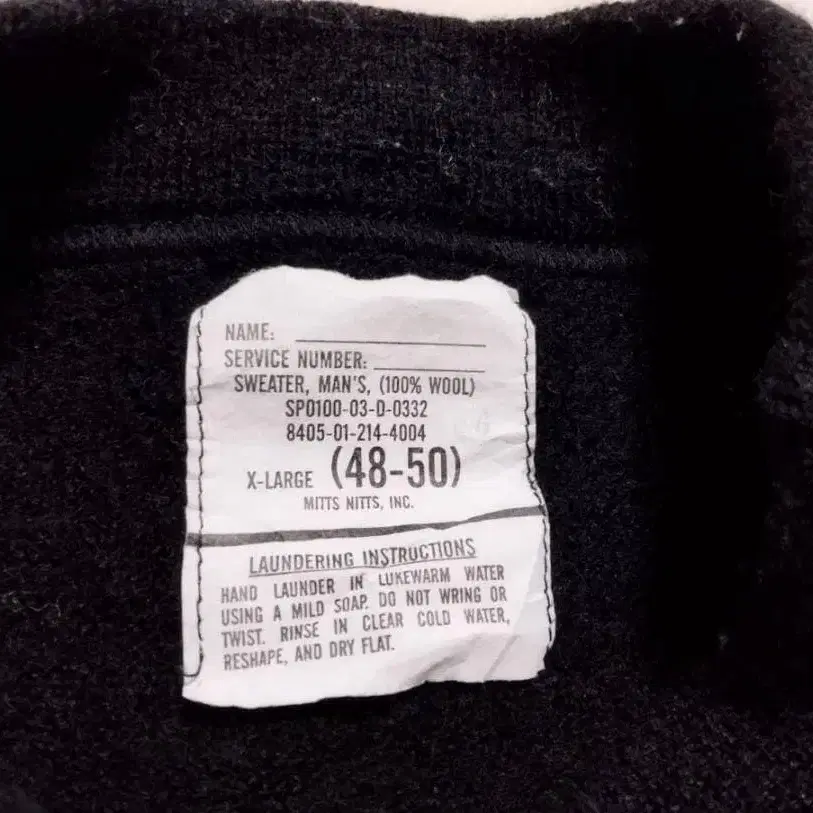 NAME:
SERVICE NUMBER:
SWEATER, MAN'S, (100% WOOL)
SP0100-03-D-0332
8405-01-214-4004
X-LARGE (48-50)
MITTS NITTS, INC.
LAUNDERING INSTRUCTIONS
HAND LAUNDER IN LUKEWARM WATER
USING A MILD SOAP. DO NOT WRING OR
TWIST. RINSE IN CLEAR COLD WATER,
RESHAPE, AND DRY FLAT.